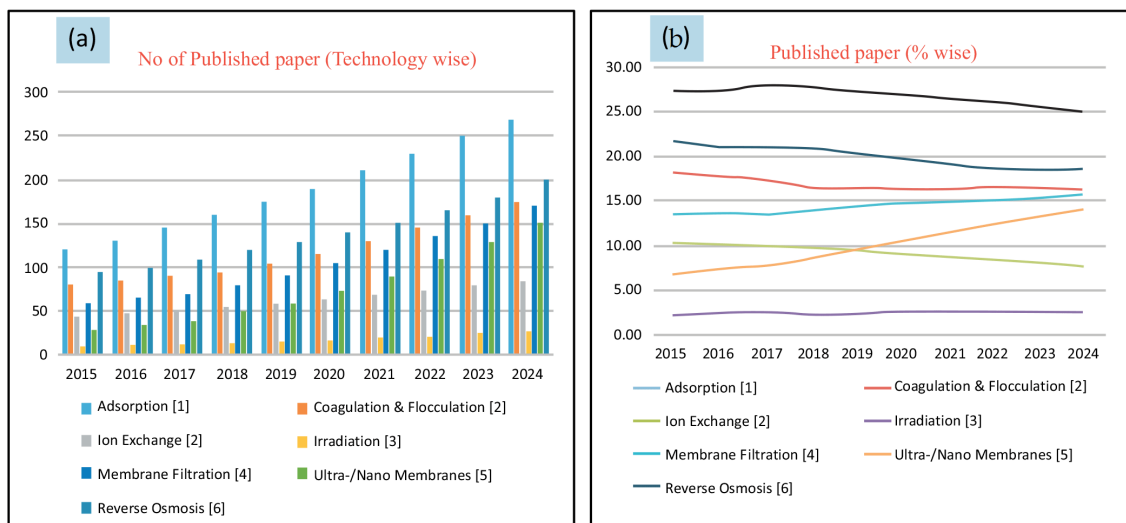 (a)
No of Published paper (Technology wise)
300
250
200
150
100
50
0
2015 2016 2017 2018 2019 2020 2021 2022 2023 2024
Adsorption [1] Coagulation & Flocculation [2]
Ion Exchange [2] Irradiation [3]
Membrane Filtration [4] Ultra-/Nano Membranes [5]
Reverse Osmosis [6]
(b)
Published paper (% wise)
30.00
25.00
20.00
15.00
10.00
5.00
0.00
2015 2016 2017 2018 2019 2020 2021 2022 2023 2024
Adsorption [1] Coagulation & Flocculation [2]
Ion Exchange [2] Irradiation [3]
Membrane Filtration [4] Ultra-/Nano Membranes [5]
Reverse Osmosis [6]